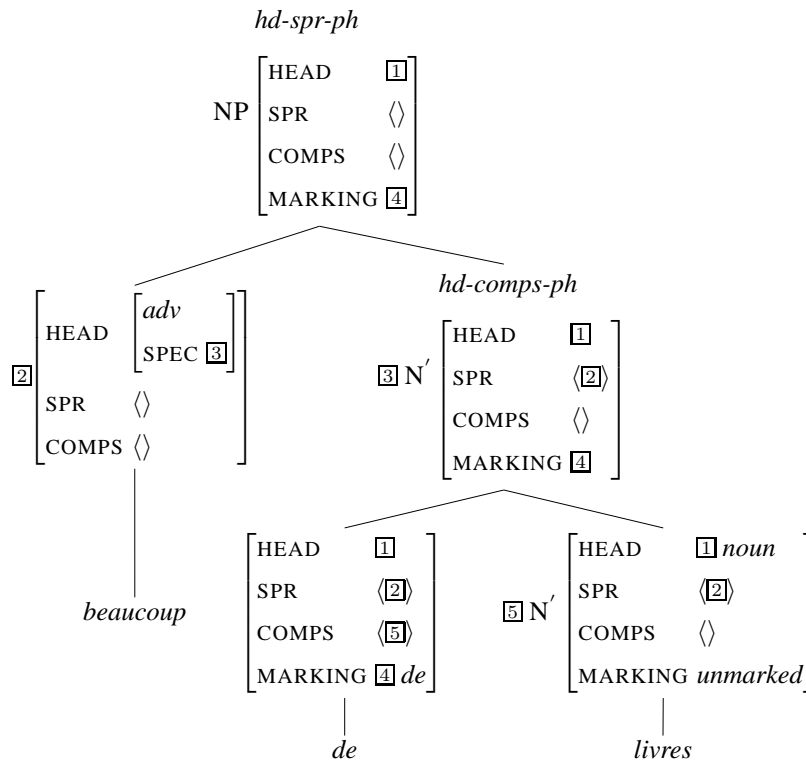 hd-spr-ph
NP [HEAD [1]
SPR ⟨⟩
COMPS ⟨⟩
MARKING [4]]
[2] [HEAD [adv
SPEC [3]]
SPR ⟨⟩
COMPS ⟨⟩]
beaucoup
hd-comps-ph
[3] N′ [HEAD [1]
SPR ⟨[2]⟩
COMPS ⟨⟩
MARKING [4]]
[HEAD [1]
SPR ⟨[2]⟩
COMPS ⟨[5]⟩
MARKING [4] de]
de
[5] N′ [HEAD [1] noun
SPR ⟨[2]⟩
COMPS ⟨⟩
MARKING unmarked]
livres